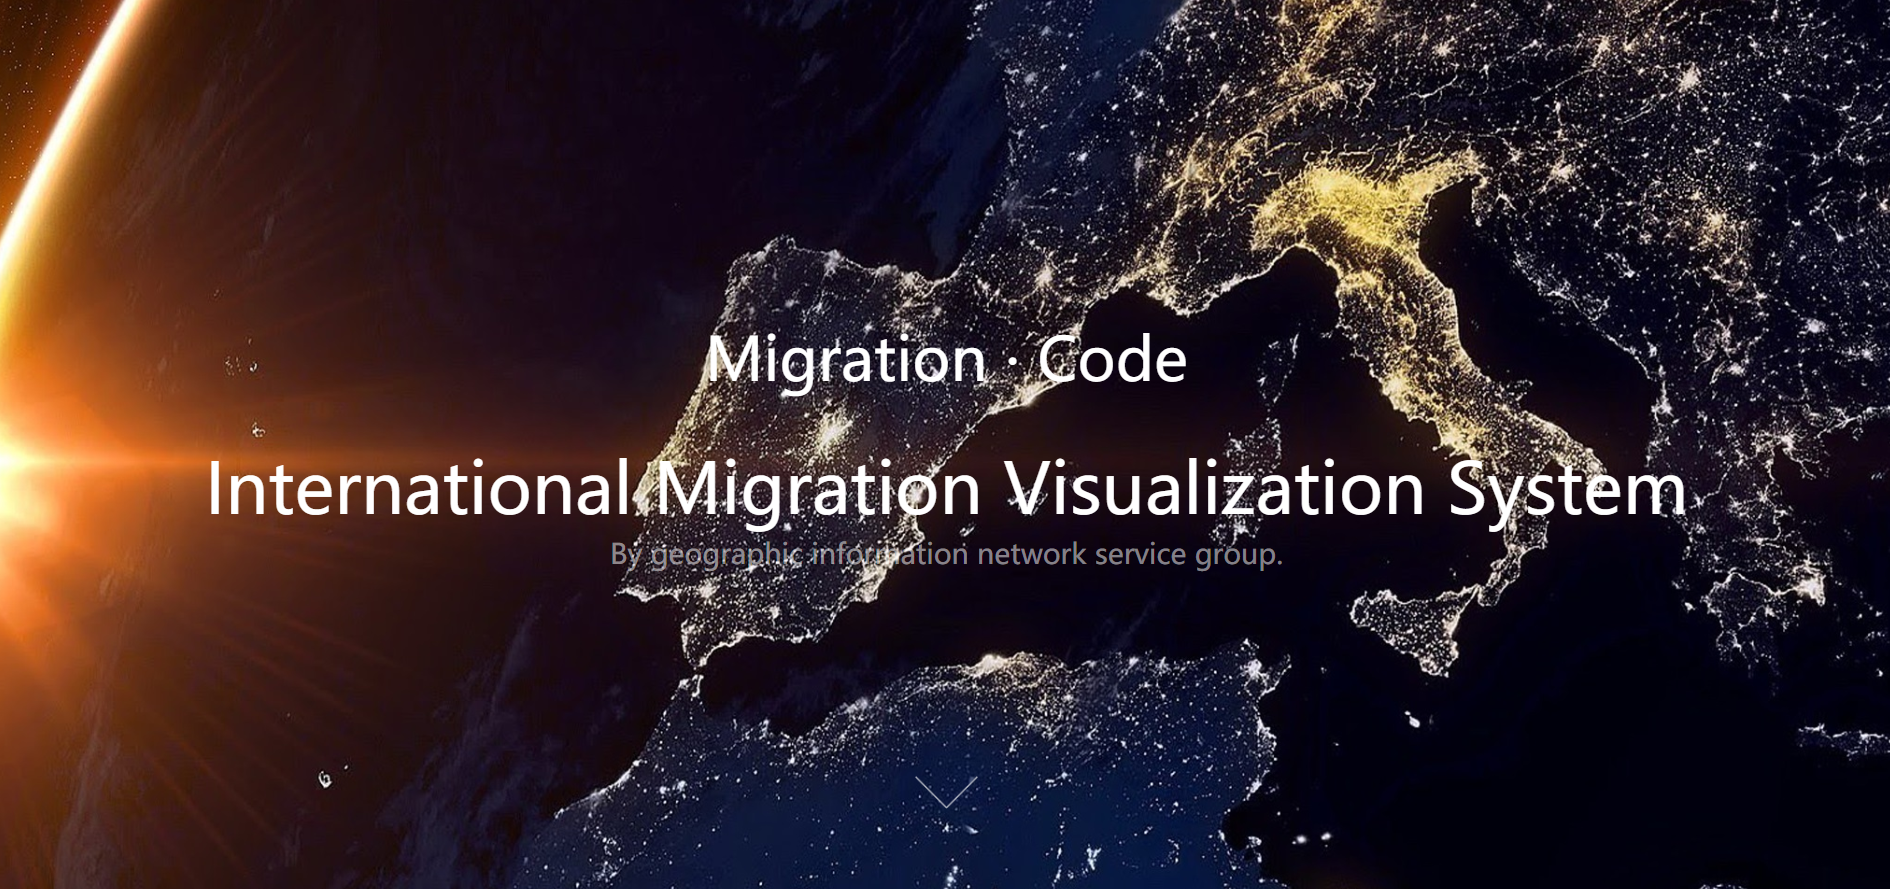 Migration · Code
International Migration Visualization System
By geographic information network service group.